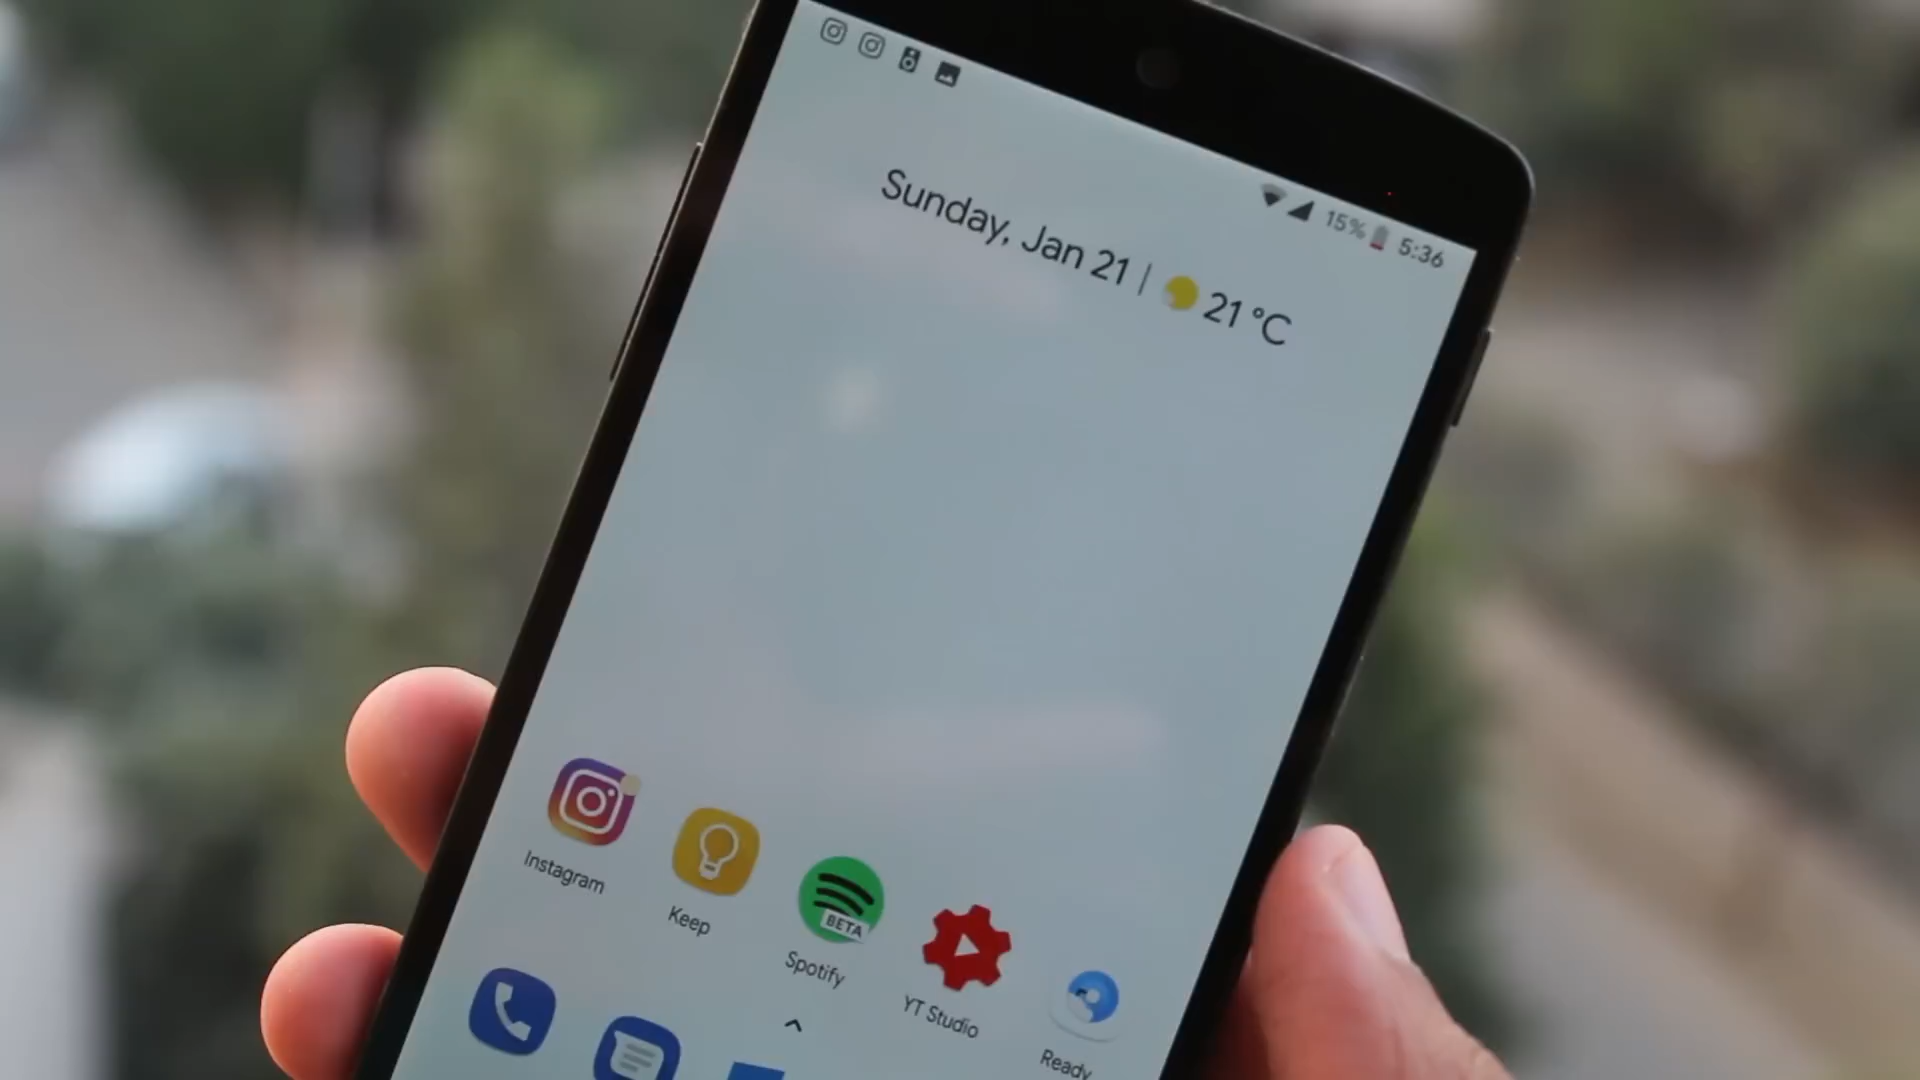 15% 5:36
Sunday, Jan 21 | 21 °C
Instagram
Keep
BETA
Spotify
YT Studio
Ready